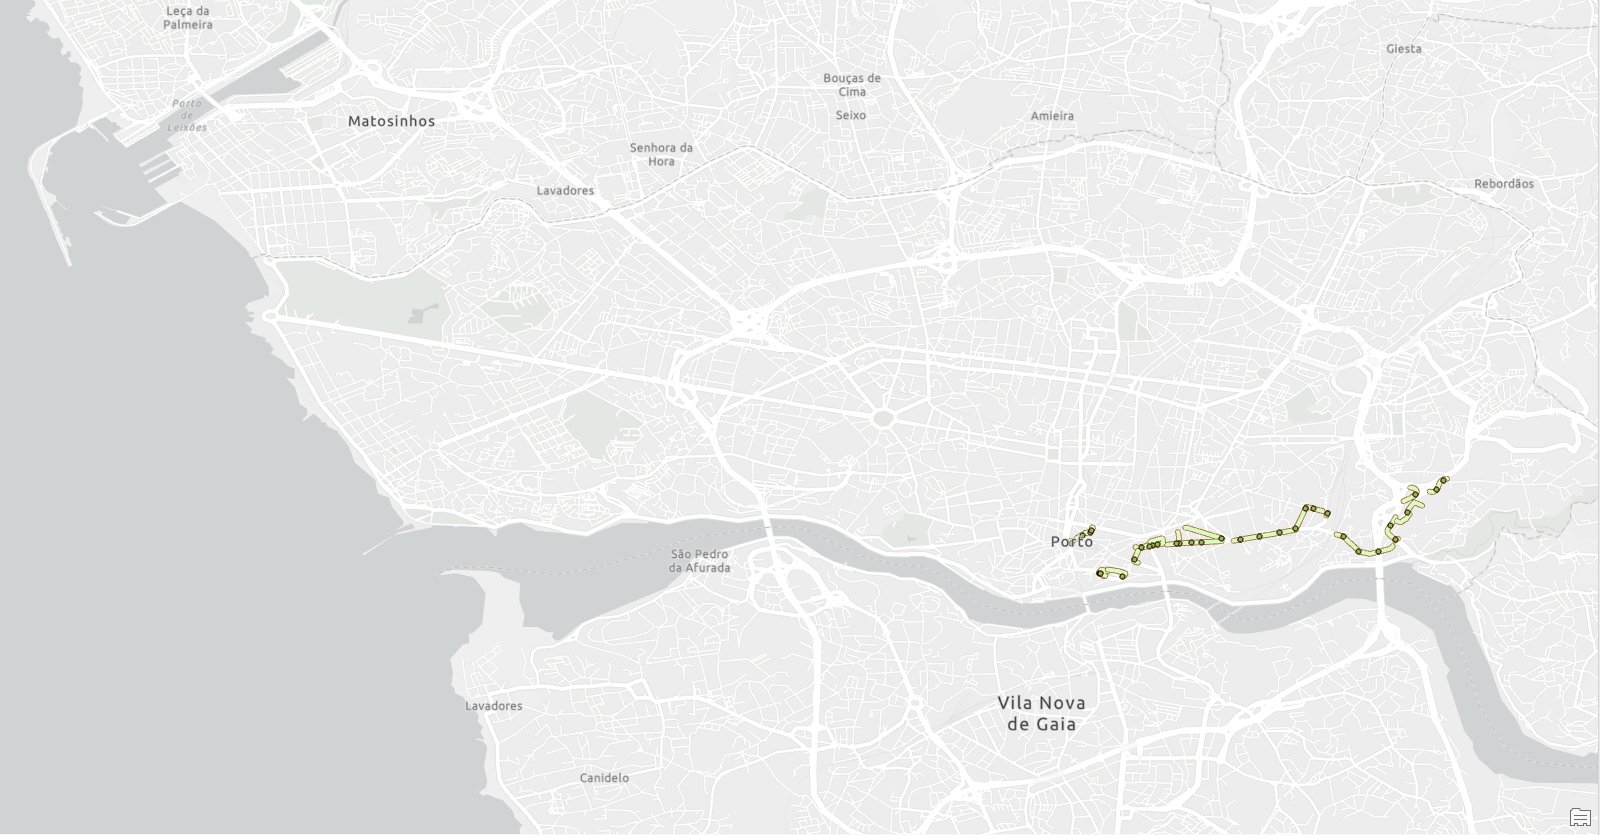 Leça da
Palmeira
Giesta
Bouças de
Cima
Porto
de
Leixões
Matosinhos
Seixo
Amieira
Senhora da
Hora
Lavadores
Rebordãos
Porto
São Pedro
da Afurada
Lavadores
Vila Nova
de Gaia
Canidelo